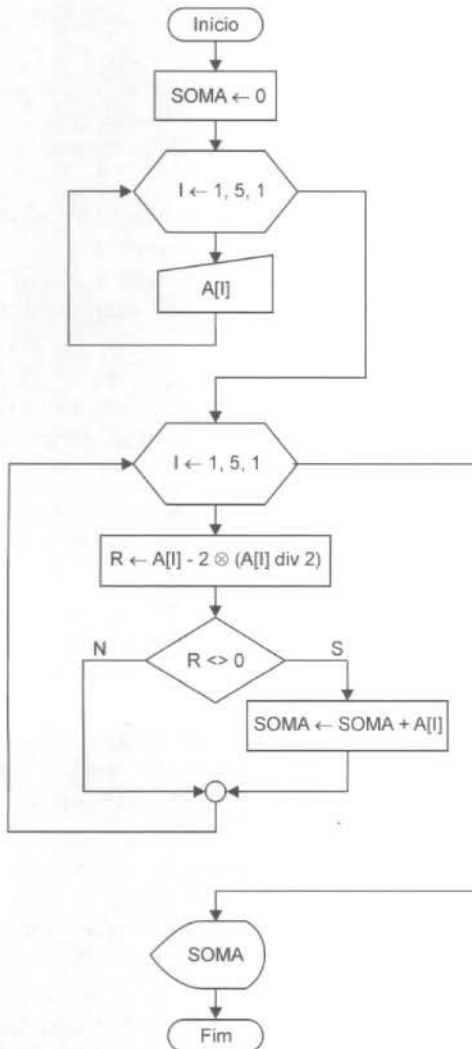 Início
SOMA ← 0
I ← 1, 5, 1
A[I]
I ← 1, 5, 1
R ← A[I] - 2 ⊗ (A[I] div 2)
N
R <> 0
S
SOMA ← SOMA + A[I]
SOMA
Fim